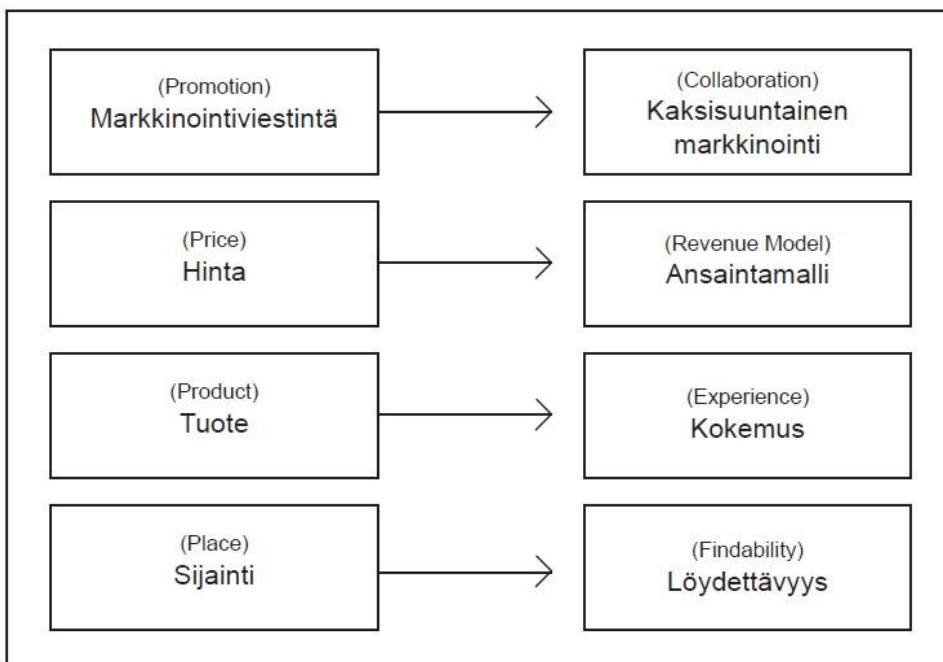 (Promotion)
Markkinointiviestintä
(Collaboration)
Kaksisuuntainen
markkinointi
(Price)
Hinta
(Revenue Model)
Ansaintamalli
(Product)
Tuote
(Experience)
Kokemus
(Place)
Sijainti
(Findability)
Löydettävyys